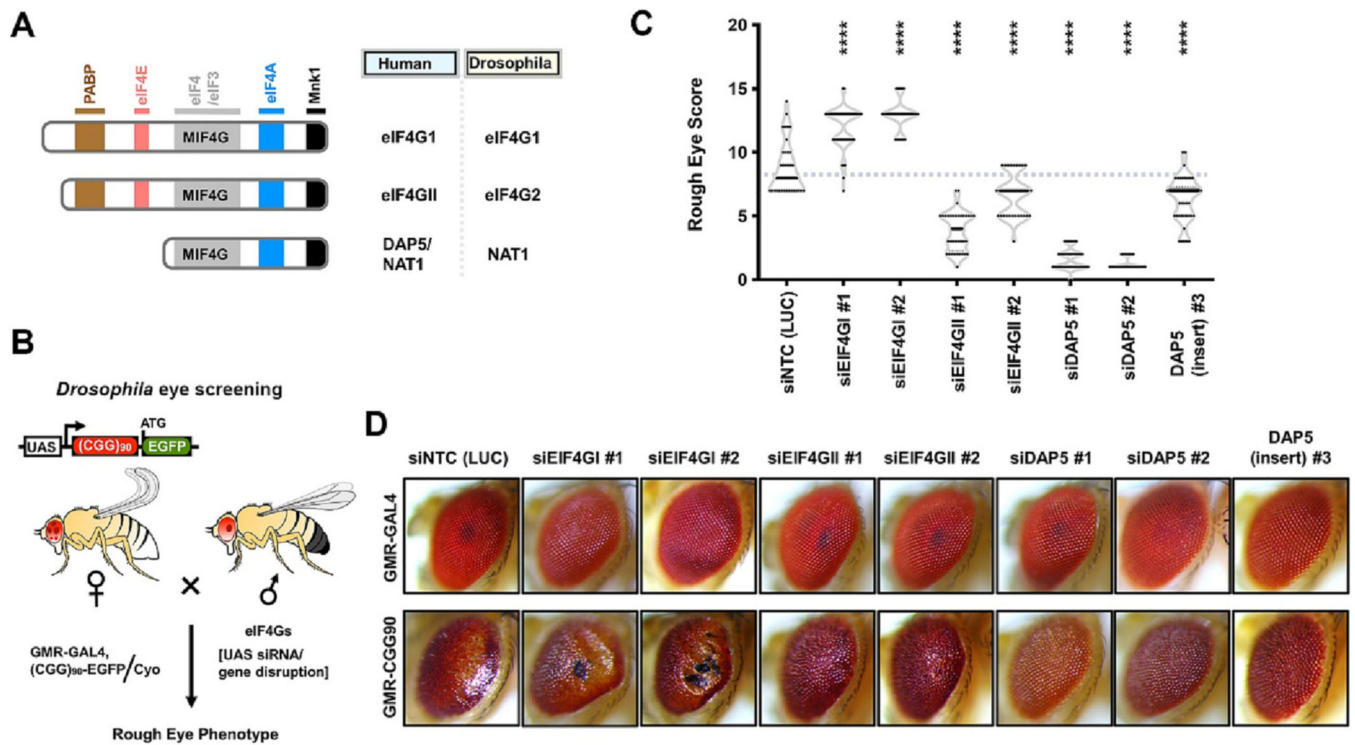 A
PABP
eIF4E
eIF4
/eIF3
eIF4A
Mnk1
Human
Drosophila
MIF4G
eIF4G1
eIF4G1
MIF4G
eIF4GII
eIF4G2
MIF4G
DAP5/
NAT1
NAT1
B
Drosophila eye screening
ATG
UAS
(CGG)90
EGFP
♀
×
♂
GMR-GAL4,
(CGG)90-EGFP/Cyo
eIF4Gs
[UAS siRNA/
gene disruption]
Rough Eye Phenotype
C
Rough Eye Score
20
15
10
5
0
****
****
****
****
****
****
****
siNTC (LUC)
siEIF4GI #1
siEIF4GI #2
siEIF4GII #1
siEIF4GII #2
siDAP5 #1
siDAP5 #2
DAP5
(insert) #3
D
siNTC (LUC)
siEIF4GI #1
siEIF4GI #2
siEIF4GII #1
siEIF4GII #2
siDAP5 #1
siDAP5 #2
DAP5
(insert) #3
GMR-GAL4
GMR-CGG90